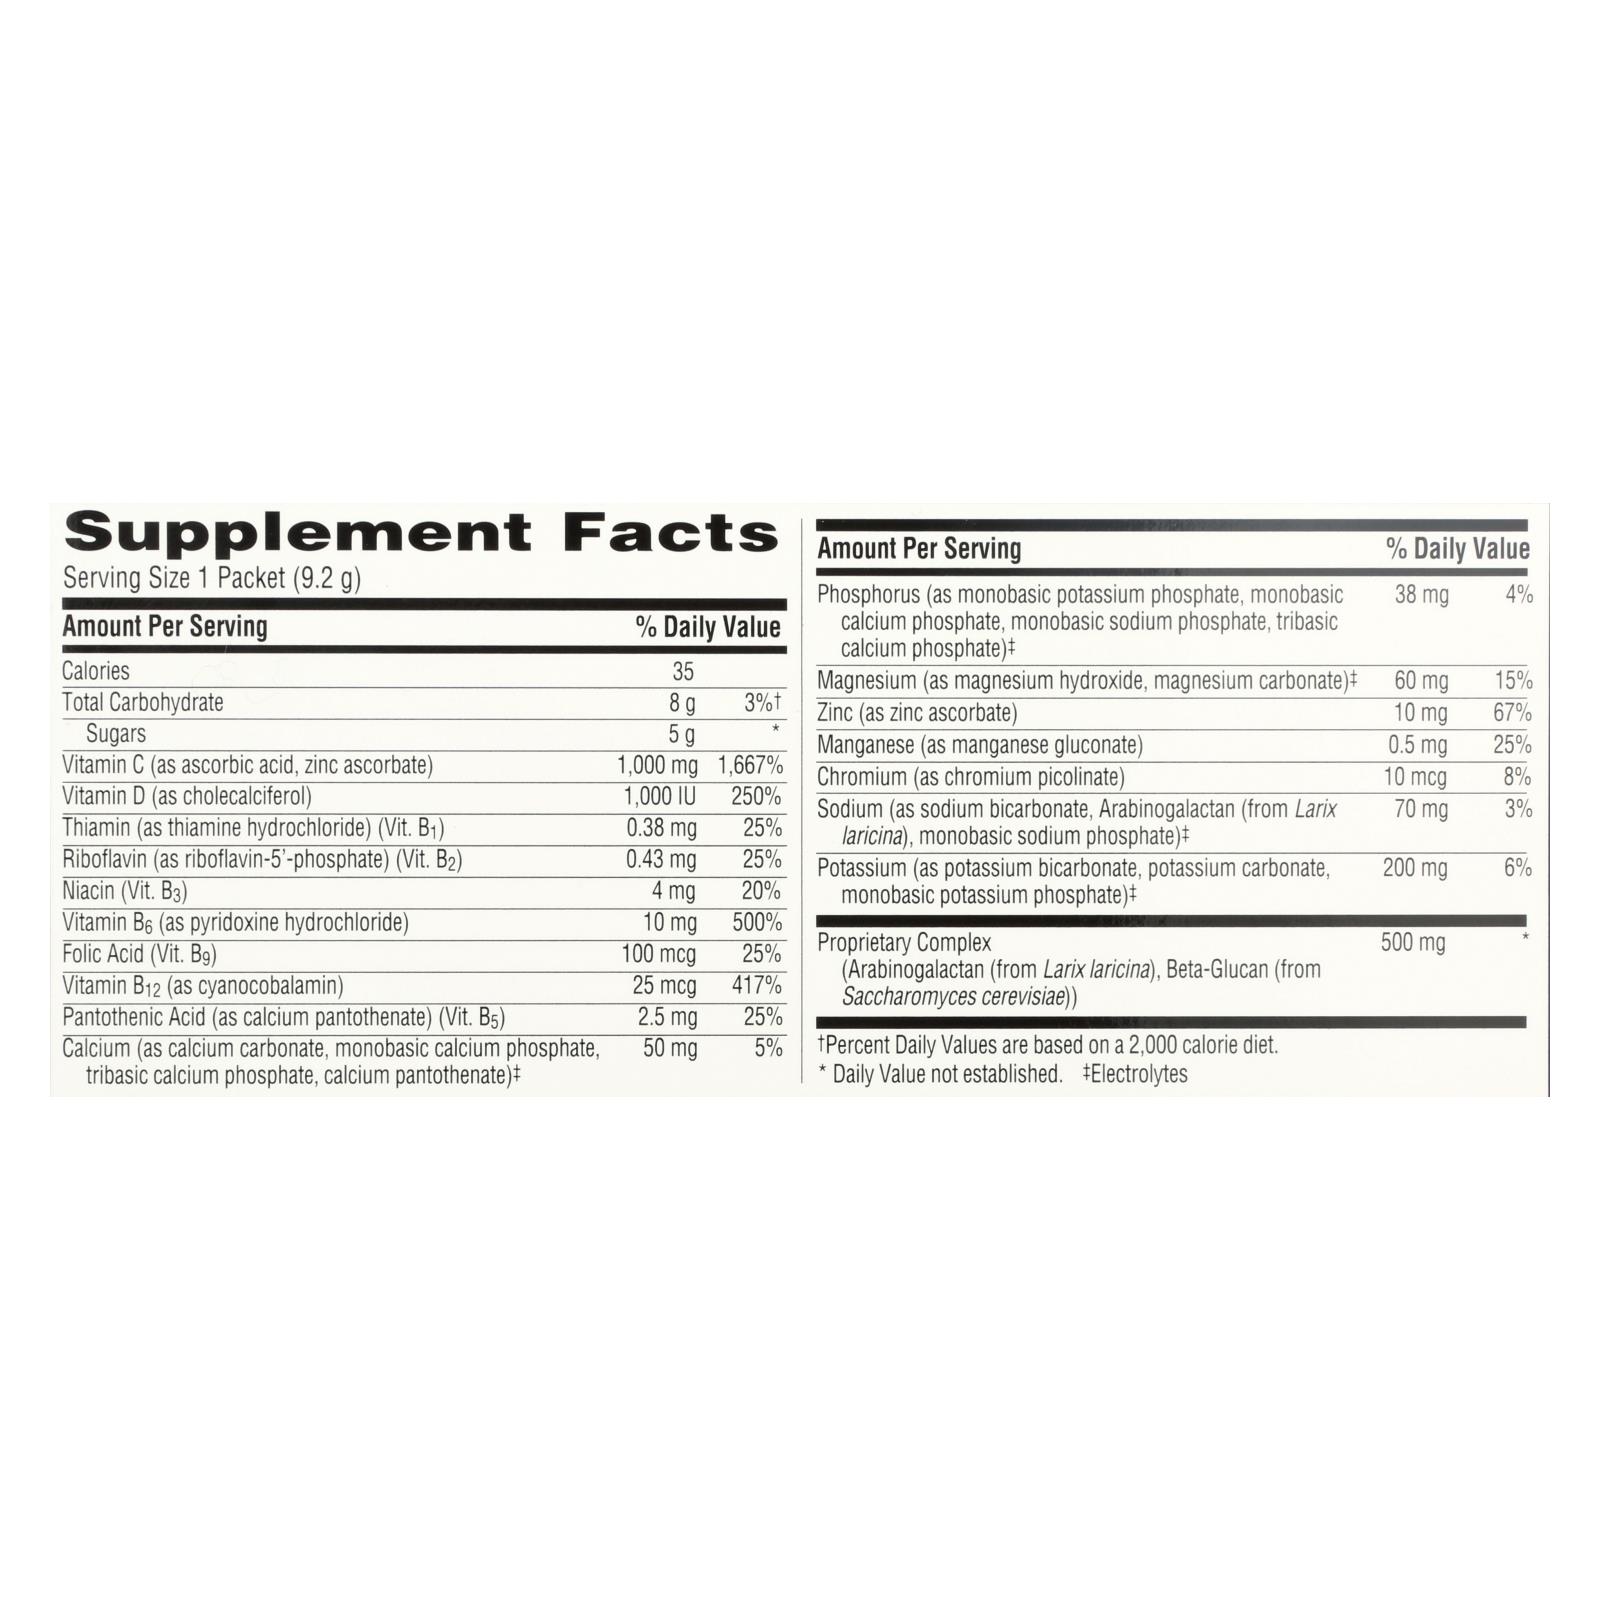 Supplement Facts
Serving Size 1 Packet (9.2 g)
Amount Per Serving % Daily Value
Calories 35
Total Carbohydrate 8 g 3%†
Sugars 5 g *
Vitamin C (as ascorbic acid, zinc ascorbate) 1,000 mg 1,667%
Vitamin D (as cholecalciferol) 1,000 IU 250%
Thiamin (as thiamine hydrochloride) (Vit. B1) 0.38 mg 25%
Riboflavin (as riboflavin-5’-phosphate) (Vit. B2) 0.43 mg 25%
Niacin (Vit. B3) 4 mg 20%
Vitamin B6 (as pyridoxine hydrochloride) 10 mg 500%
Folic Acid (Vit. B9) 100 mcg 25%
Vitamin B12 (as cyanocobalamin) 25 mcg 417%
Pantothenic Acid (as calcium pantothenate) (Vit. B5) 2.5 mg 25%
Calcium (as calcium carbonate, monobasic calcium phosphate, 50 mg 5%
tribasic calcium phosphate, calcium pantothenate)‡
Amount Per Serving % Daily Value
Phosphorus (as monobasic potassium phosphate, monobasic 38 mg 4%
calcium phosphate, monobasic sodium phosphate, tribasic
calcium phosphate)‡
Magnesium (as magnesium hydroxide, magnesium carbonate)‡ 60 mg 15%
Zinc (as zinc ascorbate) 10 mg 67%
Manganese (as manganese gluconate) 0.5 mg 25%
Chromium (as chromium picolinate) 10 mcg 8%
Sodium (as sodium bicarbonate, Arabinogalactan (from Larix 70 mg 3%
laricina), monobasic sodium phosphate)‡
Potassium (as potassium bicarbonate, potassium carbonate, 200 mg 6%
monobasic potassium phosphate)‡
Proprietary Complex 500 mg *
(Arabinogalactan (from Larix laricina), Beta-Glucan (from
Saccharomyces cerevisiae))
†Percent Daily Values are based on a 2,000 calorie diet.
* Daily Value not established. ‡Electrolytes